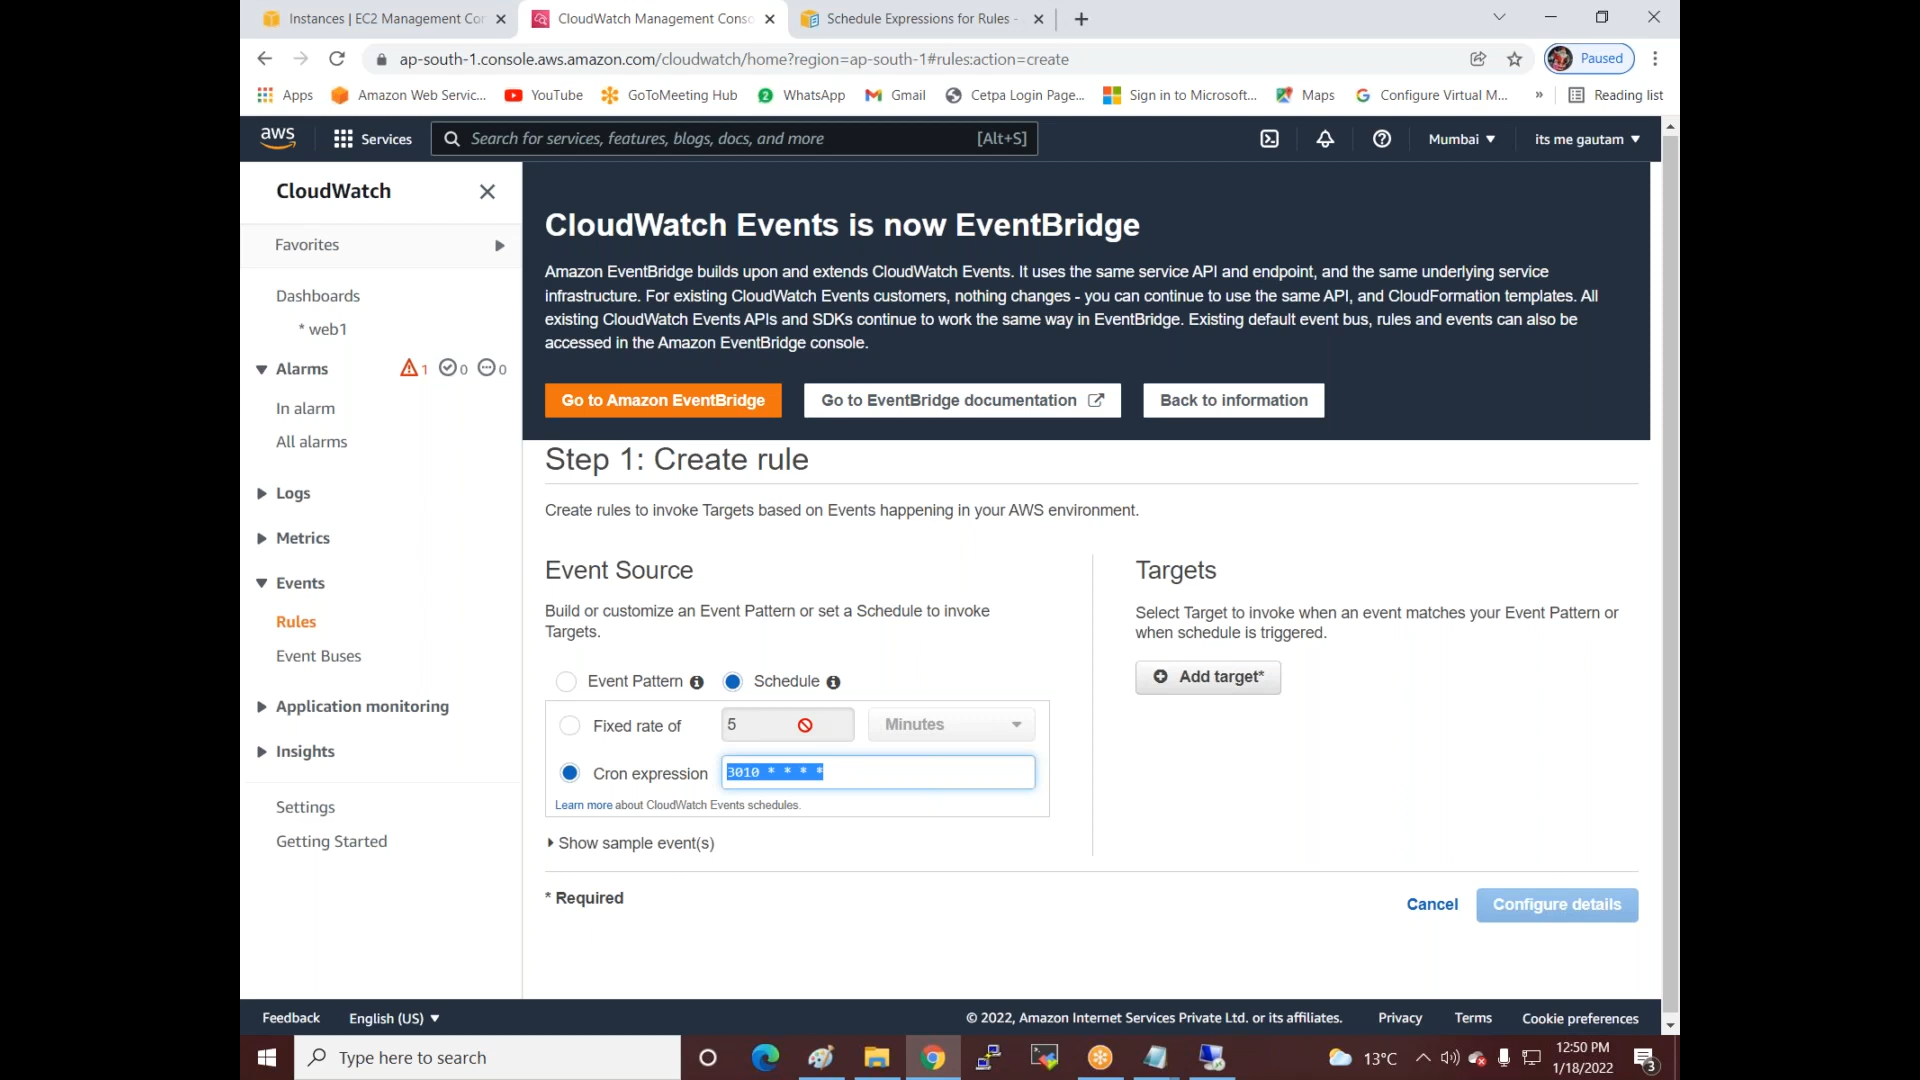 Instances | EC2 Management Cor
CloudWatch Management Conso
Schedule Expressions for Rules -
ap-south-1.console.aws.amazon.com/cloudwatch/home?region=ap-south-1#rules:action=create
Paused
Apps
Amazon Web Servic...
YouTube
GoToMeeting Hub
2
WhatsApp
Gmail
Cetpa Login Page...
Sign in to Microsoft...
Maps
Configure Virtual M...
»
Reading list
aws
Services
Search for services, features, blogs, docs, and more
[Alt+S]
Mumbai
its me gautam
CloudWatch
Favorites
Dashboards
* web1
Alarms
1
0
0
In alarm
All alarms
Logs
Metrics
Events
Rules
Event Buses
Application monitoring
Insights
Settings
Getting Started
CloudWatch Events is now EventBridge
Amazon EventBridge builds upon and extends CloudWatch Events. It uses the same service API and endpoint, and the same underlying service
infrastructure. For existing CloudWatch Events customers, nothing changes - you can continue to use the same API, and CloudFormation templates. All
existing CloudWatch Events APIs and SDKs continue to work the same way in EventBridge. Existing default event bus, rules and events can also be
accessed in the Amazon EventBridge console.
Go to Amazon EventBridge
Go to EventBridge documentation
Back to information
Step 1: Create rule
Create rules to invoke Targets based on Events happening in your AWS environment.
Event Source
Build or customize an Event Pattern or set a Schedule to invoke
Targets.
Event Pattern
Schedule
Fixed rate of
5
Minutes
Cron expression
3010 * * * *
Learn more about CloudWatch Events schedules.
Show sample event(s)
Targets
Select Target to invoke when an event matches your Event Pattern or
when schedule is triggered.
Add target*
* Required
Cancel
Configure details
Feedback
English (US)
© 2022, Amazon Internet Services Private Ltd. or its affiliates.
Privacy
Terms
Cookie preferences
Type here to search
13°C
12:50 PM
1/18/2022
3